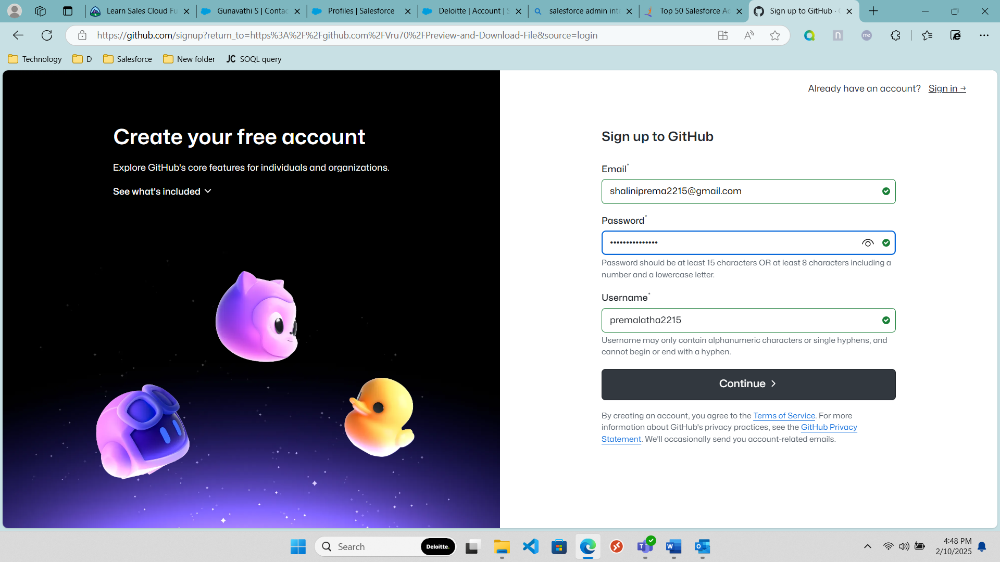 Learn Sales Cloud Fu
Gunavathi S | Contac
Profiles | Salesforce
Deloitte | Account | S
salesforce admin inte
Top 50 Salesforce Ac
Sign up to GitHub ·
https://github.com/signup?return_to=https%3A%2F%2Fgithub.com%2FVru70%2FPreview-and-Download-File&source=login
Technology
D
Salesforce
New folder
JC SOQL query
Already have an account? Sign in →
Create your free account
Explore GitHub's core features for individuals and organizations.
See what's included
Sign up to GitHub
Email*
shaliniprema2215@gmail.com
Password*
•••••••••••••••
Password should be at least 15 characters OR at least 8 characters including a
number and a lowercase letter.
Username*
premalatha2215
Username may only contain alphanumeric characters or single hyphens, and
cannot begin or end with a hyphen.
Continue
By creating an account, you agree to the Terms of Service. For more
information about GitHub's privacy practices, see the GitHub Privacy
Statement. We'll occasionally send you account-related emails.
Search
Deloitte.
4:48 PM
2/10/2025